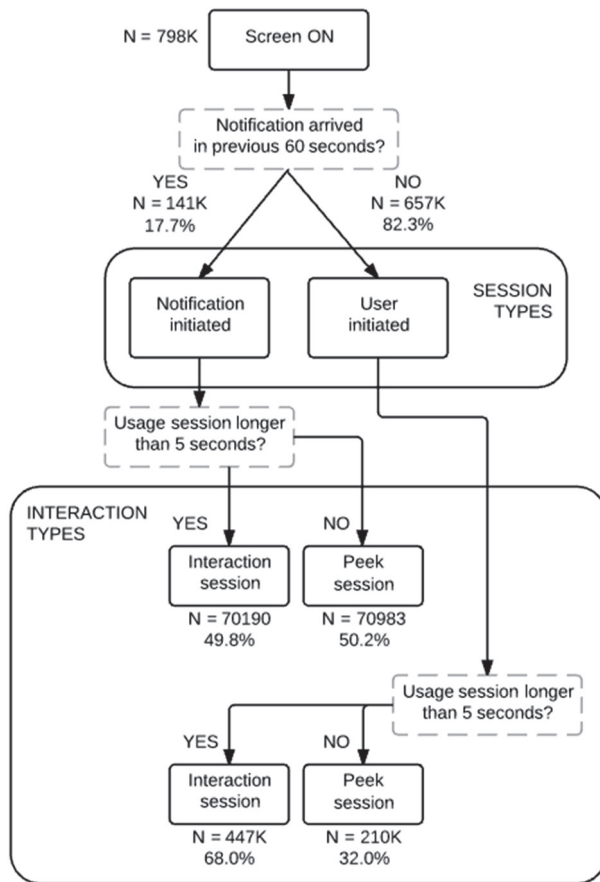 N = 798K
Screen ON
Notification arrived
in previous 60 seconds?
YES
N = 141K
17.7%
NO
N = 657K
82.3%
Notification
initiated
User
initiated
SESSION
TYPES
Usage session longer
than 5 seconds?
INTERACTION
TYPES
YES
NO
Interaction
session
Peek
session
N = 70190
49.8%
N = 70983
50.2%
Usage session longer
than 5 seconds?
YES
NO
Interaction
session
Peek
session
N = 447K
68.0%
N = 210K
32.0%